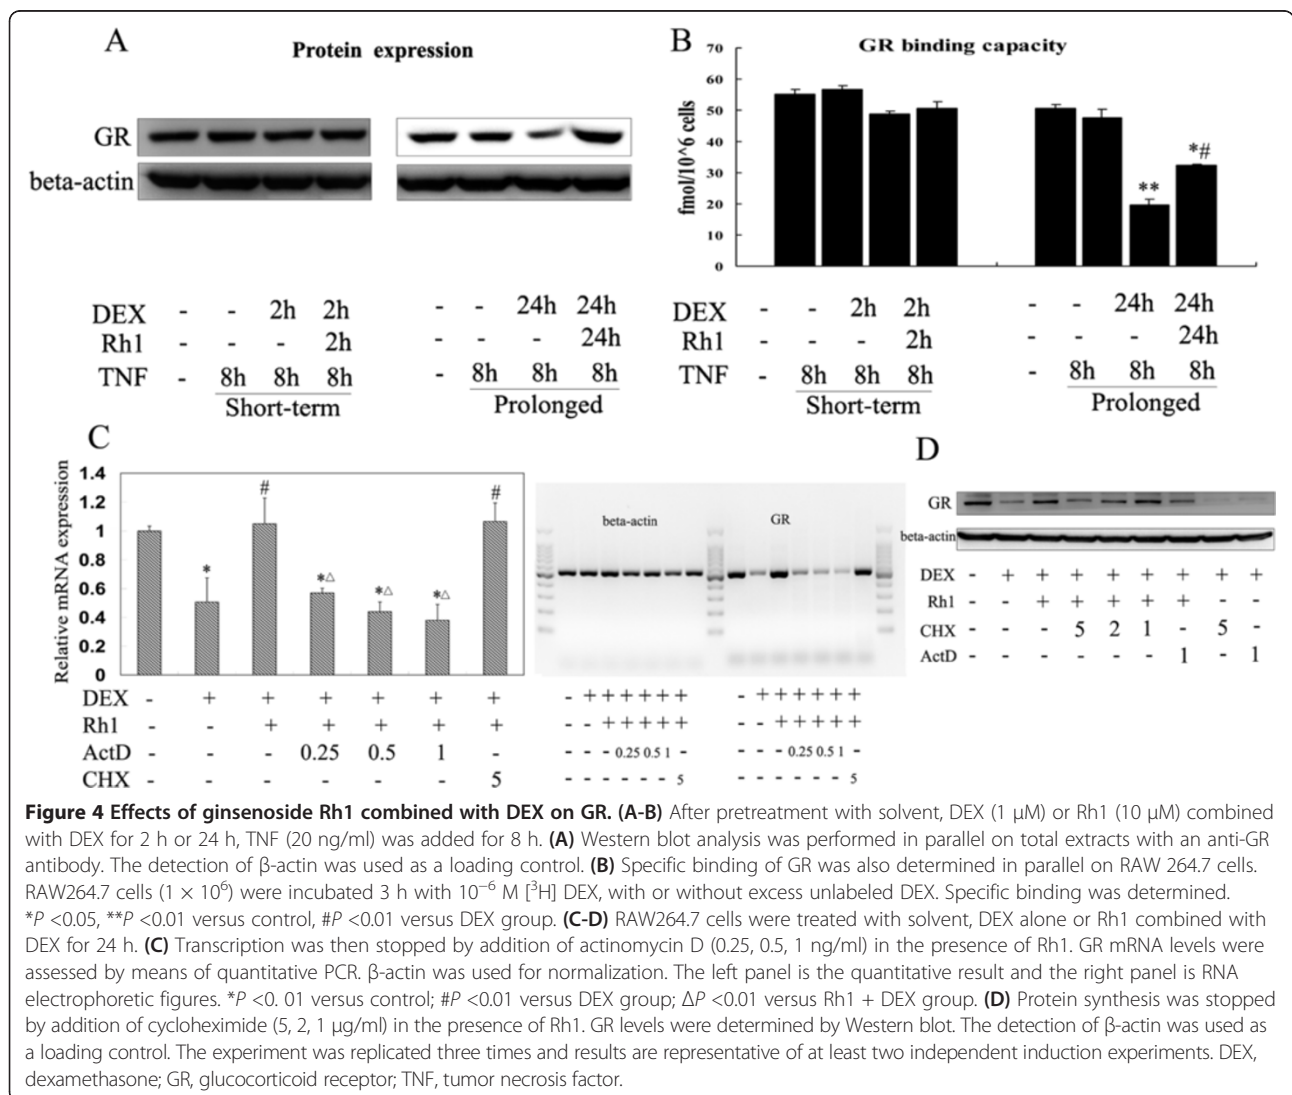 A
Protein expression
GR
beta-actin
DEX - - 2h 2h - - 24h 24h
Rh1 - - - 2h - - - 24h
TNF - 8h 8h 8h - 8h 8h 8h
Short-term Prolonged
B
GR binding capacity
fmol/10^6 cells
70
60
50
40
30
20
10
0
**
*#
DEX - - 2h 2h - - 24h 24h
Rh1 - - - 2h - - - 24h
TNF - 8h 8h 8h - 8h 8h 8h
Short-term Prolonged
C
Relative mRNA expression
1.4
1.2
1
0.8
0.6
0.4
0.2
0
*
#
*△
*△
*△
#
DEX - + + + + + +
Rh1 - - + + + + +
ActD - - - 0.25 0.5 1 -
CHX - - - - - - 5
beta-actin GR
- + + + + + + - + + + + + +
- - + + + + + - - + + + + +
- - - 0.25 0.5 1 - - - - 0.25 0.5 1 -
- - - - - - 5 - - - - - - 5
D
GR
beta-actin
DEX - + + + + + + + +
Rh1 - - + + + + + - -
CHX - - - 5 2 1 - 5 -
ActD - - - - - - 1 - 1
Figure 4 Effects of ginsenoside Rh1 combined with DEX on GR. (A-B) After pretreatment with solvent, DEX (1 μM) or Rh1 (10 μM) combined
with DEX for 2 h or 24 h, TNF (20 ng/ml) was added for 8 h. (A) Western blot analysis was performed in parallel on total extracts with an anti-GR
antibody. The detection of β-actin was used as a loading control. (B) Specific binding of GR was also determined in parallel on RAW 264.7 cells.
RAW264.7 cells (1 × 10⁶) were incubated 3 h with 10⁻⁶ M [³H] DEX, with or without excess unlabeled DEX. Specific binding was determined.
*P <0.05, **P <0.01 versus control, #P <0.01 versus DEX group. (C-D) RAW264.7 cells were treated with solvent, DEX alone or Rh1 combined with
DEX for 24 h. (C) Transcription was then stopped by addition of actinomycin D (0.25, 0.5, 1 ng/ml) in the presence of Rh1. GR mRNA levels were
assessed by means of quantitative PCR. β-actin was used for normalization. The left panel is the quantitative result and the right panel is RNA
electrophoretic figures. *P <0. 01 versus control; #P <0.01 versus DEX group; ΔP <0.01 versus Rh1 + DEX group. (D) Protein synthesis was stopped
by addition of cycloheximide (5, 2, 1 μg/ml) in the presence of Rh1. GR levels were determined by Western blot. The detection of β-actin was used as
a loading control. The experiment was replicated three times and results are representative of at least two independent induction experiments. DEX,
dexamethasone; GR, glucocorticoid receptor; TNF, tumor necrosis factor.